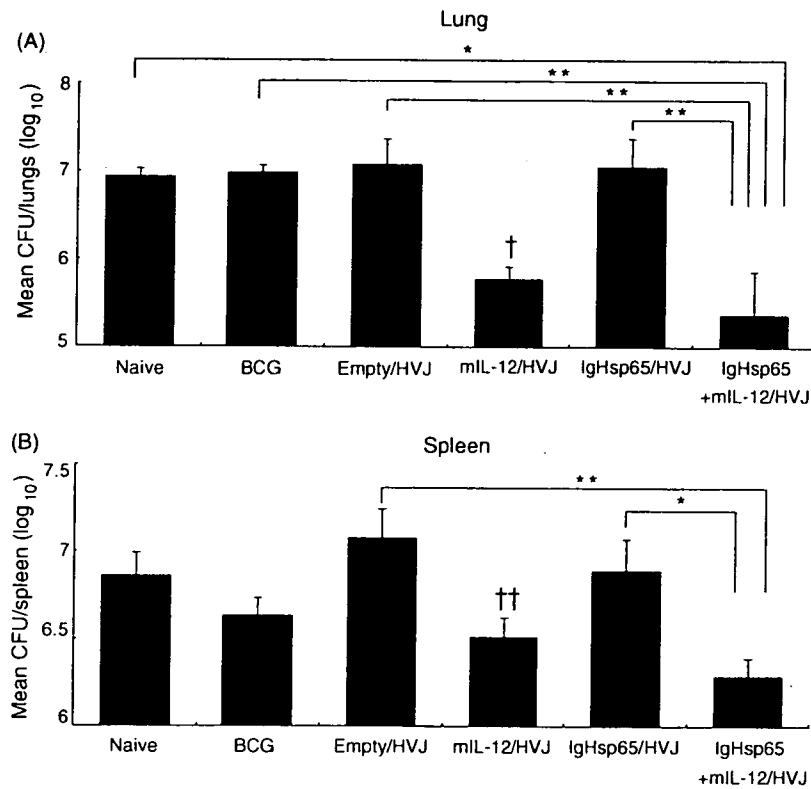 Lung
(A)
*
**
**
**
8
7
6
5
Mean CFU/lungs (log10)
Naive
BCG
Empty/HVJ
mIL-12/HVJ
IgHsp65/HVJ
IgHsp65
+mIL-12/HVJ
†
(B)
Spleen
**
*
7.5
7
6.5
6
Mean CFU/spleen (log10)
††
Naive
BCG
Empty/HVJ
mIL-12/HVJ
IgHsp65/HVJ
IgHsp65
+mIL-12/HVJ